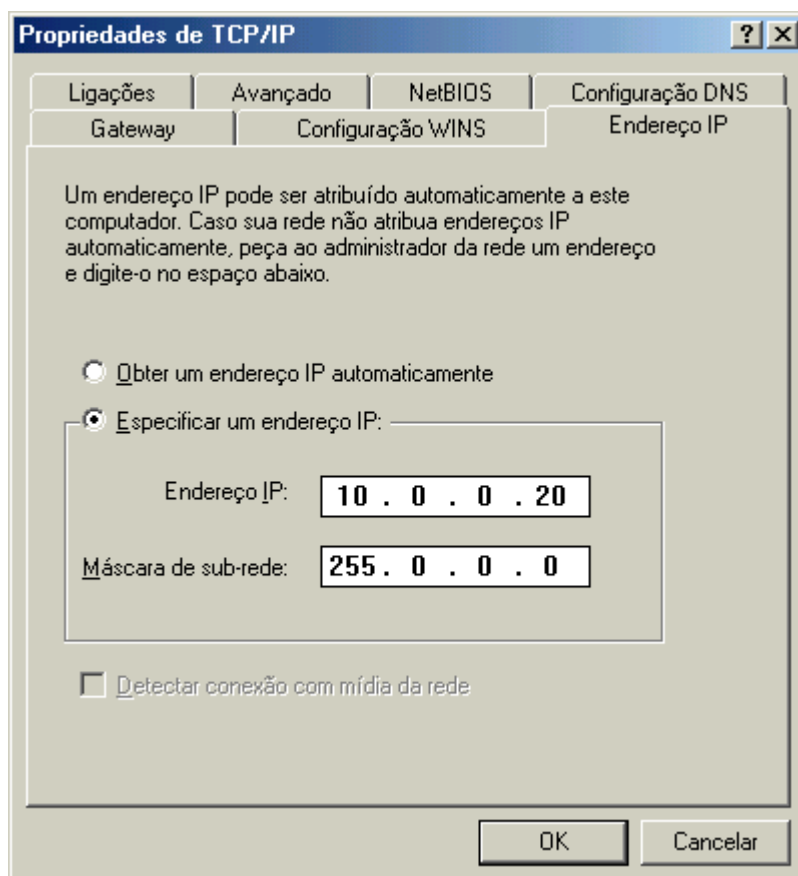 Propriedades de TCP/IP
Ligações Avançado NetBIOS Configuração DNS
Gateway Configuração WINS Endereço IP
Um endereço IP pode ser atribuído automaticamente a este
computador. Caso sua rede não atribua endereços IP
automaticamente, peça ao administrador da rede um endereço
e digite-o no espaço abaixo.
Obter um endereço IP automaticamente
Especificar um endereço IP:
Endereço IP: 10 . 0 . 0 . 20
Máscara de sub-rede: 255 . 0 . 0 . 0
Detectar conexão com mídia da rede
OK Cancelar